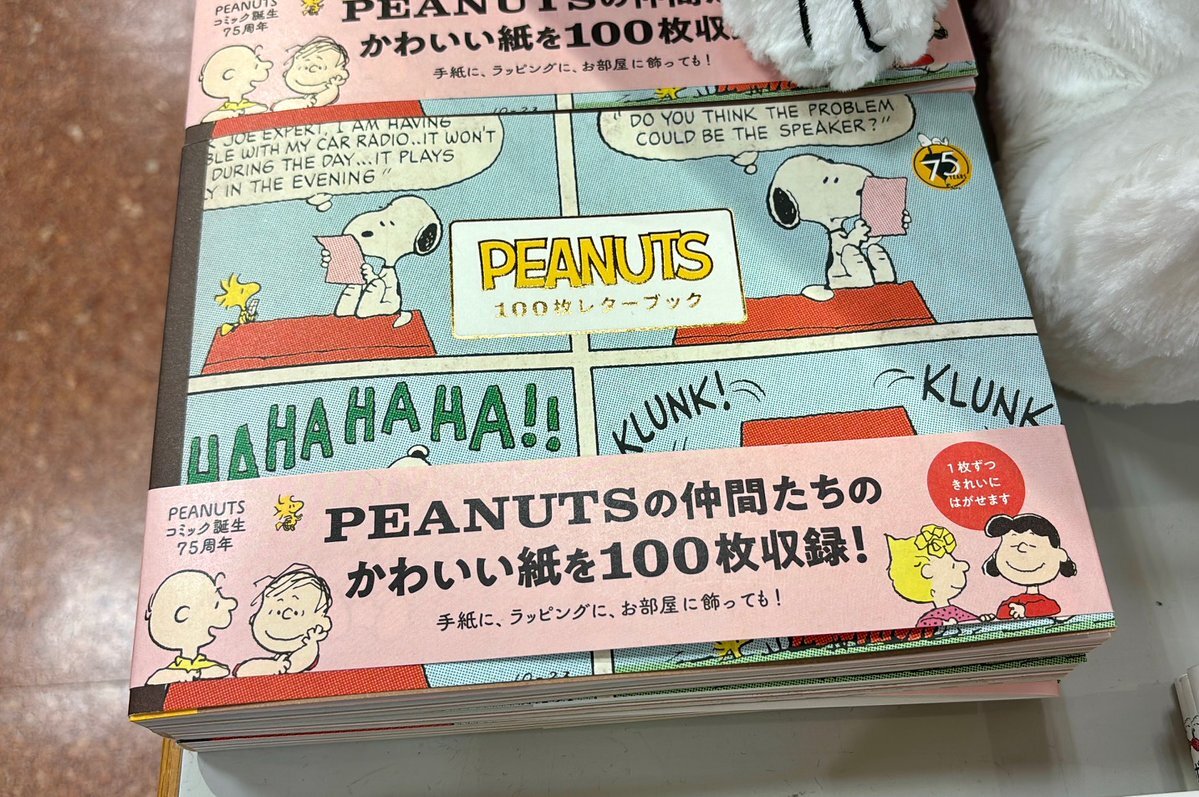 PEANUTS
コミック誕生
75周年
PEANUTSの仲間た
かわいい紙を100枚収
手紙に、ラッピングに、お部屋に飾っても!
10-23
JOE EXPERT, I AM HAVING
BLE WITH MY CAR RADIO..IT WON'T
DURING THE DAY...IT PLAYS
Y IN THE EVENING"
"DO YOU THINK THE PROBLEM
COULD BE THE SPEAKER?"
75
YEARS
PEANUTS
100枚レターブック
HAHAHAHAHA!!
KLUNK!
KLUNK
PEANUTS
コミック誕生
75周年
PEANUTSの仲間たちの
かわいい紙を100枚収録!
手紙に、ラッピングに、お部屋に飾っても!
1枚ずつ
きれいに
はがせます
10-23